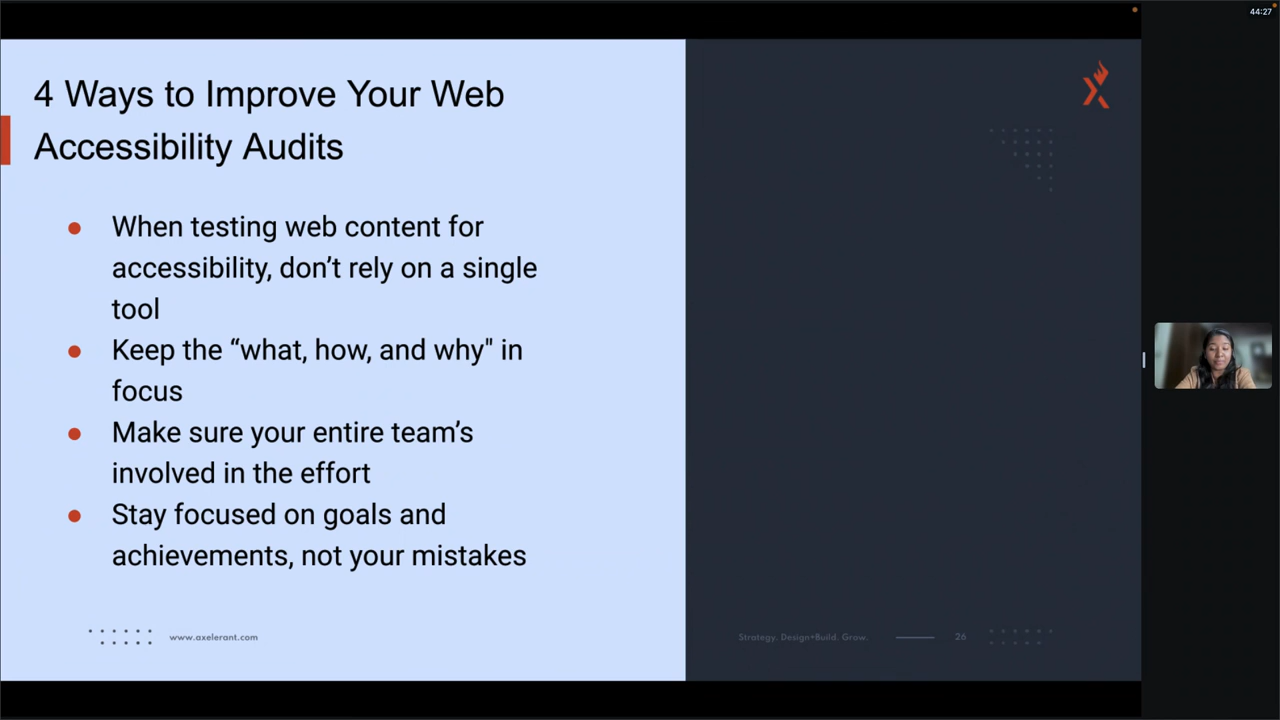 44:27
4 Ways to Improve Your Web
Accessibility Audits
● When testing web content for
accessibility, don’t rely on a single
tool
● Keep the “what, how, and why" in
focus
● Make sure your entire team’s
involved in the effort
● Stay focused on goals and
achievements, not your mistakes
www.axelerant.com
Strategy. Design+Build. Grow.
26